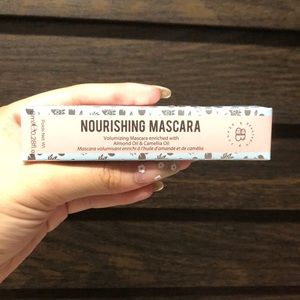 NOURISHING MASCARA
Volumizing Mascara enriched with
Almond Oil & Camellia Oil
Mascara volumisant enrichi à l'huile d'amande et de camélia